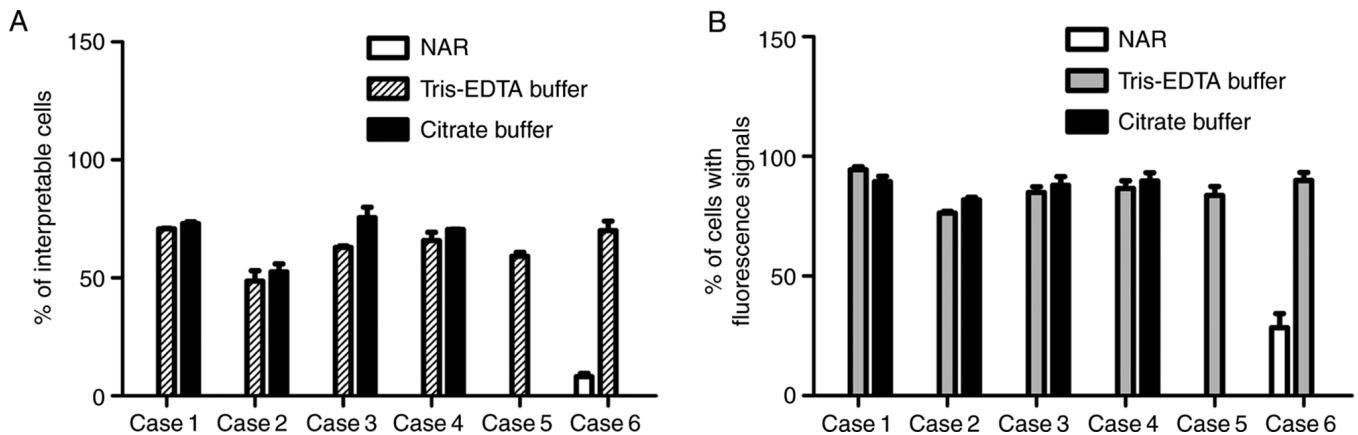 A
% of interpretable cells
150
100
50
0
NAR
Tris-EDTA buffer
Citrate buffer
Case 1 Case 2 Case 3 Case 4 Case 5 Case 6
B
% of cells with
fluorescence signals
150
100
50
0
NAR
Tris-EDTA buffer
Citrate buffer
Case 1 Case 2 Case 3 Case 4 Case 5 Case 6